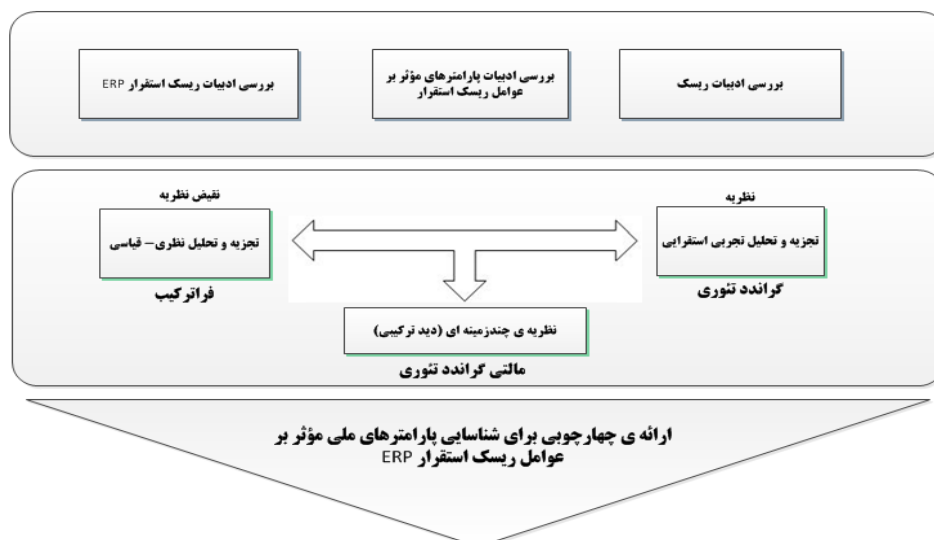 بررسی ادبیات ریسک
بررسی ادبیات پارامترهای مؤثر بر
عوامل ریسک استقرار
بررسی ادبیات ریسک استقرار ERP
نظریه
تجزیه و تحلیل تجربی استقرایی
گراندد تئوری
نقیض نظریه
تجزیه و تحلیل نظری– قیاسی
فراترکیب
نظریه ی چندزمینه ای (دید ترکیبی)
مالتی گراندد تئوری
ارائه ی چهارچوبی برای شناسایی پارامترهای ملی مؤثر بر
عوامل ریسک استقرار ERP